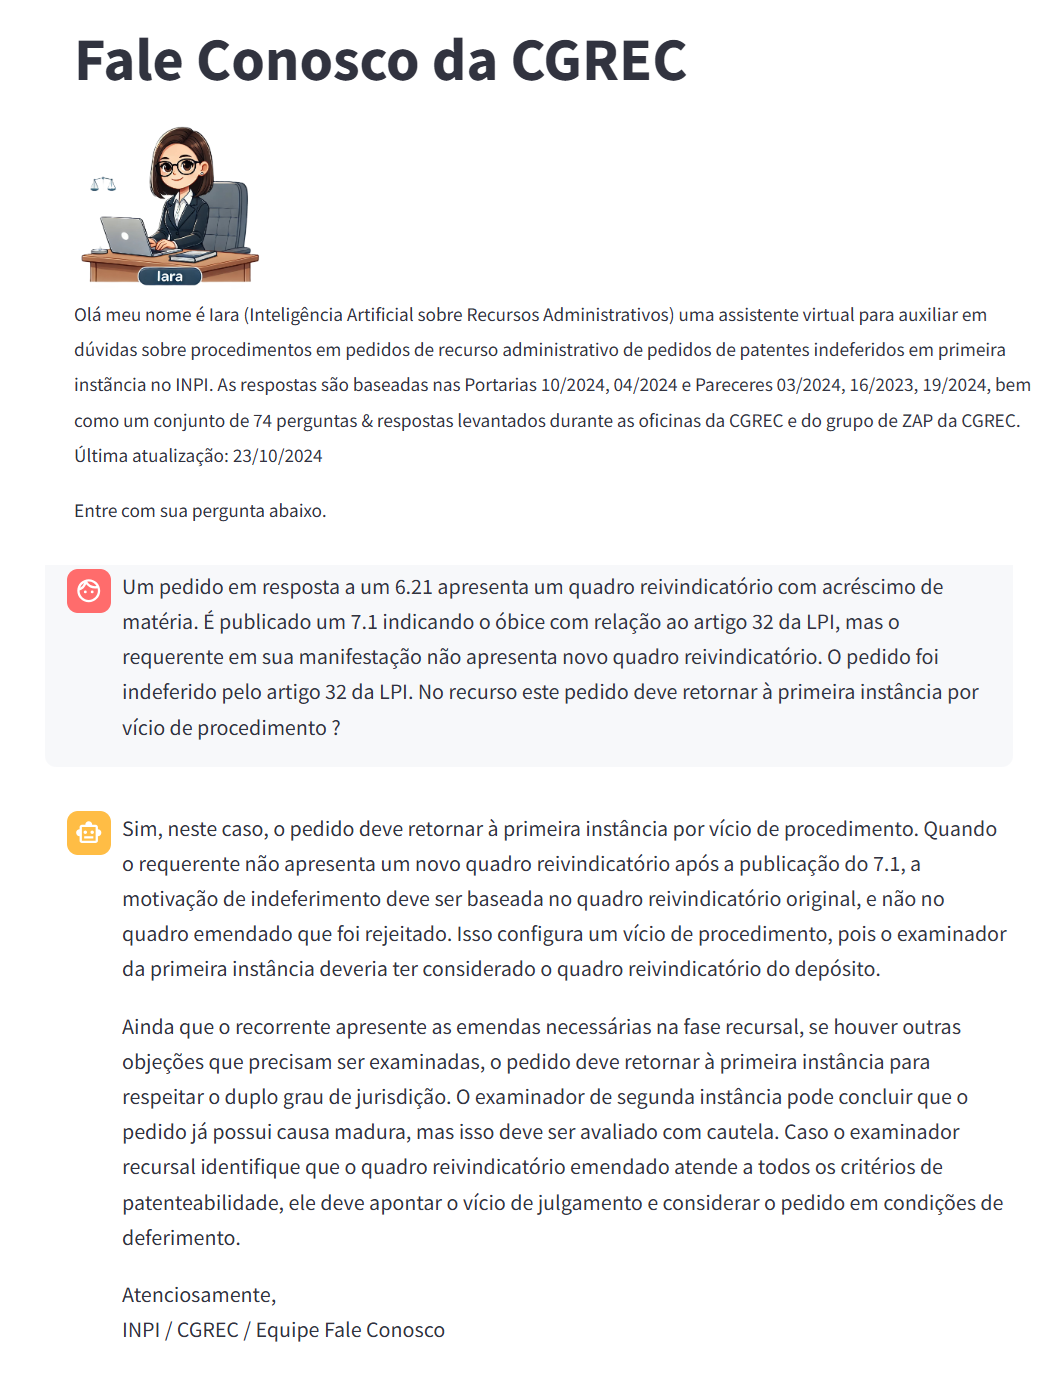 Fale Conosco da CGREC
Iara
Olá meu nome é Iara (Inteligência Artificial sobre Recursos Administrativos) uma assistente virtual para auxiliar em
dúvidas sobre procedimentos em pedidos de recurso administrativo de pedidos de patentes indeferidos em primeira
instãncia no INPI. As respostas são baseadas nas Portarias 10/2024, 04/2024 e Pareceres 03/2024, 16/2023, 19/2024, bem
como um conjunto de 74 perguntas & respostas levantados durante as oficinas da CGREC e do grupo de ZAP da CGREC.
Última atualização: 23/10/2024
Entre com sua pergunta abaixo.
Um pedido em resposta a um 6.21 apresenta um quadro reivindicatório com acréscimo de
matéria. É publicado um 7.1 indicando o óbice com relação ao artigo 32 da LPI, mas o
requerente em sua manifestação não apresenta novo quadro reivindicatório. O pedido foi
indeferido pelo artigo 32 da LPI. No recurso este pedido deve retornar à primeira instância por
vício de procedimento ?
Sim, neste caso, o pedido deve retornar à primeira instância por vício de procedimento. Quando
o requerente não apresenta um novo quadro reivindicatório após a publicação do 7.1, a
motivação de indeferimento deve ser baseada no quadro reivindicatório original, e não no
quadro emendado que foi rejeitado. Isso configura um vício de procedimento, pois o examinador
da primeira instância deveria ter considerado o quadro reivindicatório do depósito.
Ainda que o recorrente apresente as emendas necessárias na fase recursal, se houver outras
objeções que precisam ser examinadas, o pedido deve retornar à primeira instância para
respeitar o duplo grau de jurisdição. O examinador de segunda instância pode concluir que o
pedido já possui causa madura, mas isso deve ser avaliado com cautela. Caso o examinador
recursal identifique que o quadro reivindicatório emendado atende a todos os critérios de
patenteabilidade, ele deve apontar o vício de julgamento e considerar o pedido em condições de
deferimento.
Atenciosamente,
INPI / CGREC / Equipe Fale Conosco